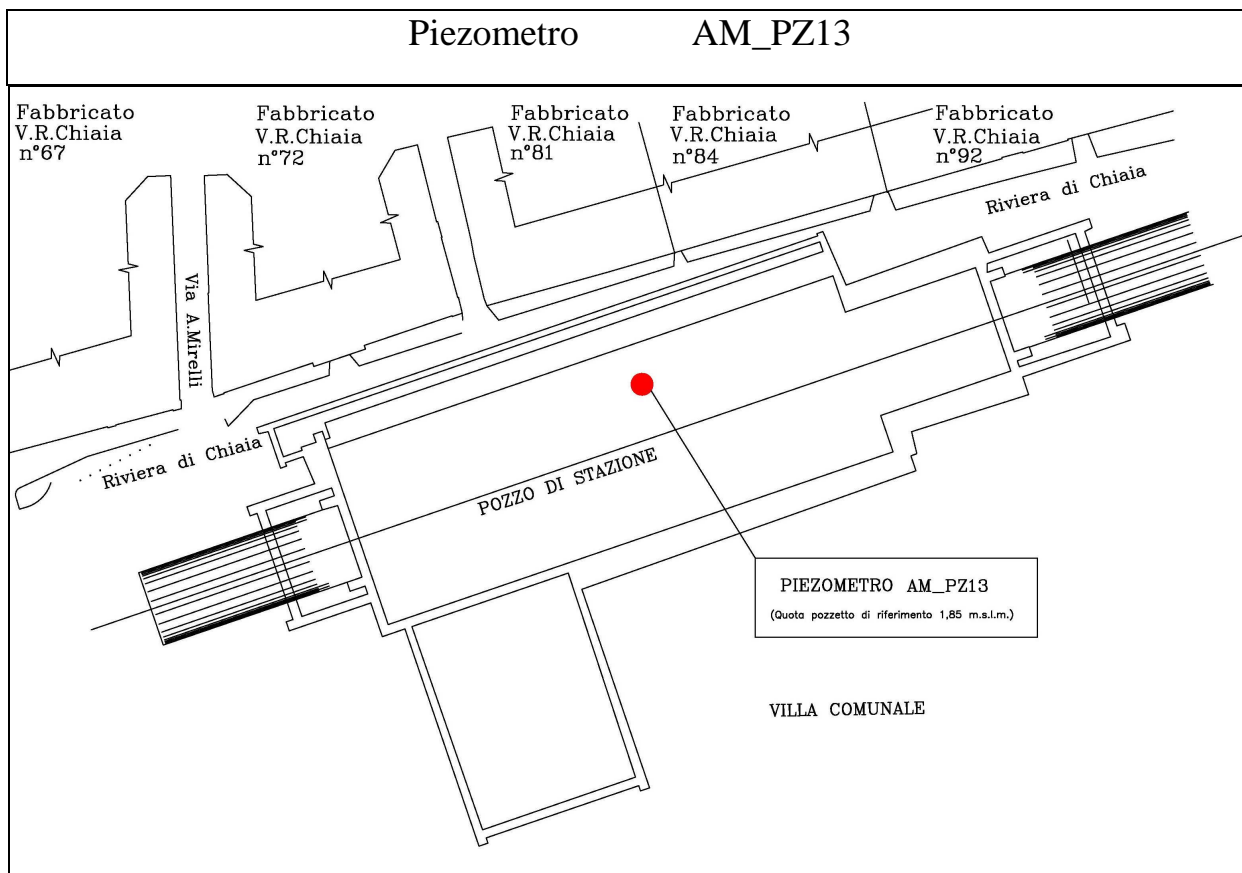 Piezometro AM_PZ13
Fabbricato
V.R.Chiaia
n°67
Fabbricato
V.R.Chiaia
n°72
Fabbricato
V.R.Chiaia
n°81
Fabbricato
V.R.Chiaia
n°84
Fabbricato
V.R.Chiaia
n°92
Riviera di Chiaia
Via A.Mirelli
Riviera di Chiaia
POZZO DI STAZIONE
PIEZOMETRO AM_PZ13
(Quota pozzetto di riferimento 1,85 m.s.l.m.)
VILLA COMUNALE